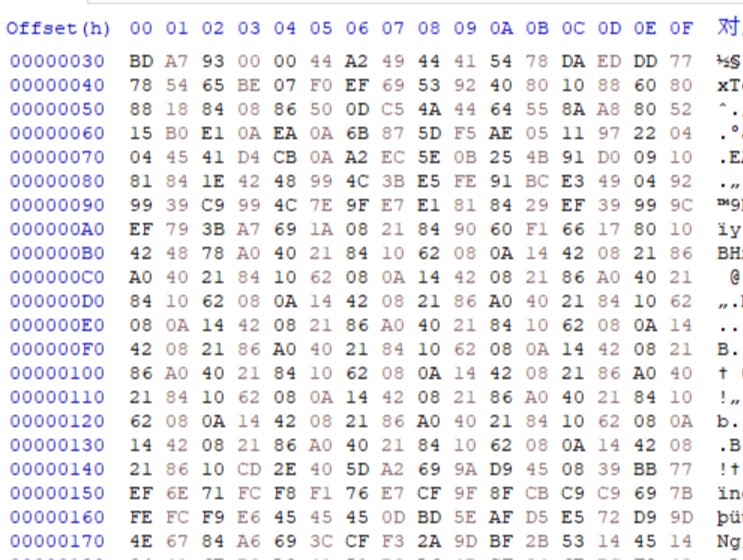 Offset(h) 00 01 02 03 04 05 06 07 08 09 0A 0B 0C 0D 0E 0F 对
00000030 BD A7 93 00 00 44 A2 49 44 41 54 78 DA ED DD 77 ½§
00000040 78 54 65 BE 07 F0 EF 69 53 92 40 80 10 88 60 80 xT
00000050 88 18 84 08 86 50 0D C5 4A 44 64 55 8A A8 80 52 ˆ.
00000060 15 B0 E1 0A EA 0A 6B 87 5D F5 AE 05 11 97 22 04 .°
00000070 04 45 41 D4 CB 0A A2 EC 5E 0B 25 4B 91 D0 09 10 .E
00000080 81 84 1E 42 48 99 4C 3B E5 FE 91 BC E3 49 04 92 .„
00000090 99 39 C9 99 4C 7E 9F E7 E1 81 84 29 EF 39 99 9C ™9
000000A0 EF 79 3B A7 69 1A 08 21 84 90 60 F1 66 17 80 10 ïy
000000B0 42 48 78 A0 40 21 84 10 62 08 0A 14 42 08 21 86 BH
000000C0 A0 40 21 84 10 62 08 0A 14 42 08 21 86 A0 40 21 @
000000D0 84 10 62 08 0A 14 42 08 21 86 A0 40 21 84 10 62 „.
000000E0 08 0A 14 42 08 21 86 A0 40 21 84 10 62 08 0A 14 ..
000000F0 42 08 21 86 A0 40 21 84 10 62 08 0A 14 42 08 21 B.
00000100 86 A0 40 21 84 10 62 08 0A 14 42 08 21 86 A0 40 †
00000110 21 84 10 62 08 0A 14 42 08 21 86 A0 40 21 84 10 !„
00000120 62 08 0A 14 42 08 21 86 A0 40 21 84 10 62 08 0A b.
00000130 14 42 08 21 86 A0 40 21 84 10 62 08 0A 14 42 08 .B
00000140 21 86 10 CD 2E 40 5D A2 69 9A D9 45 08 39 BB 77 !†
00000150 EF 6E 71 FC F8 F1 76 E7 CF 9F 8F CB C9 C9 69 7B ïn
00000160 FE FC F9 E6 45 45 45 0D BD 5E AF D5 E5 72 D9 9D þü
00000170 4E 67 84 A6 69 3C CF F3 2A 9D BF 2B 53 14 45 14 Ng